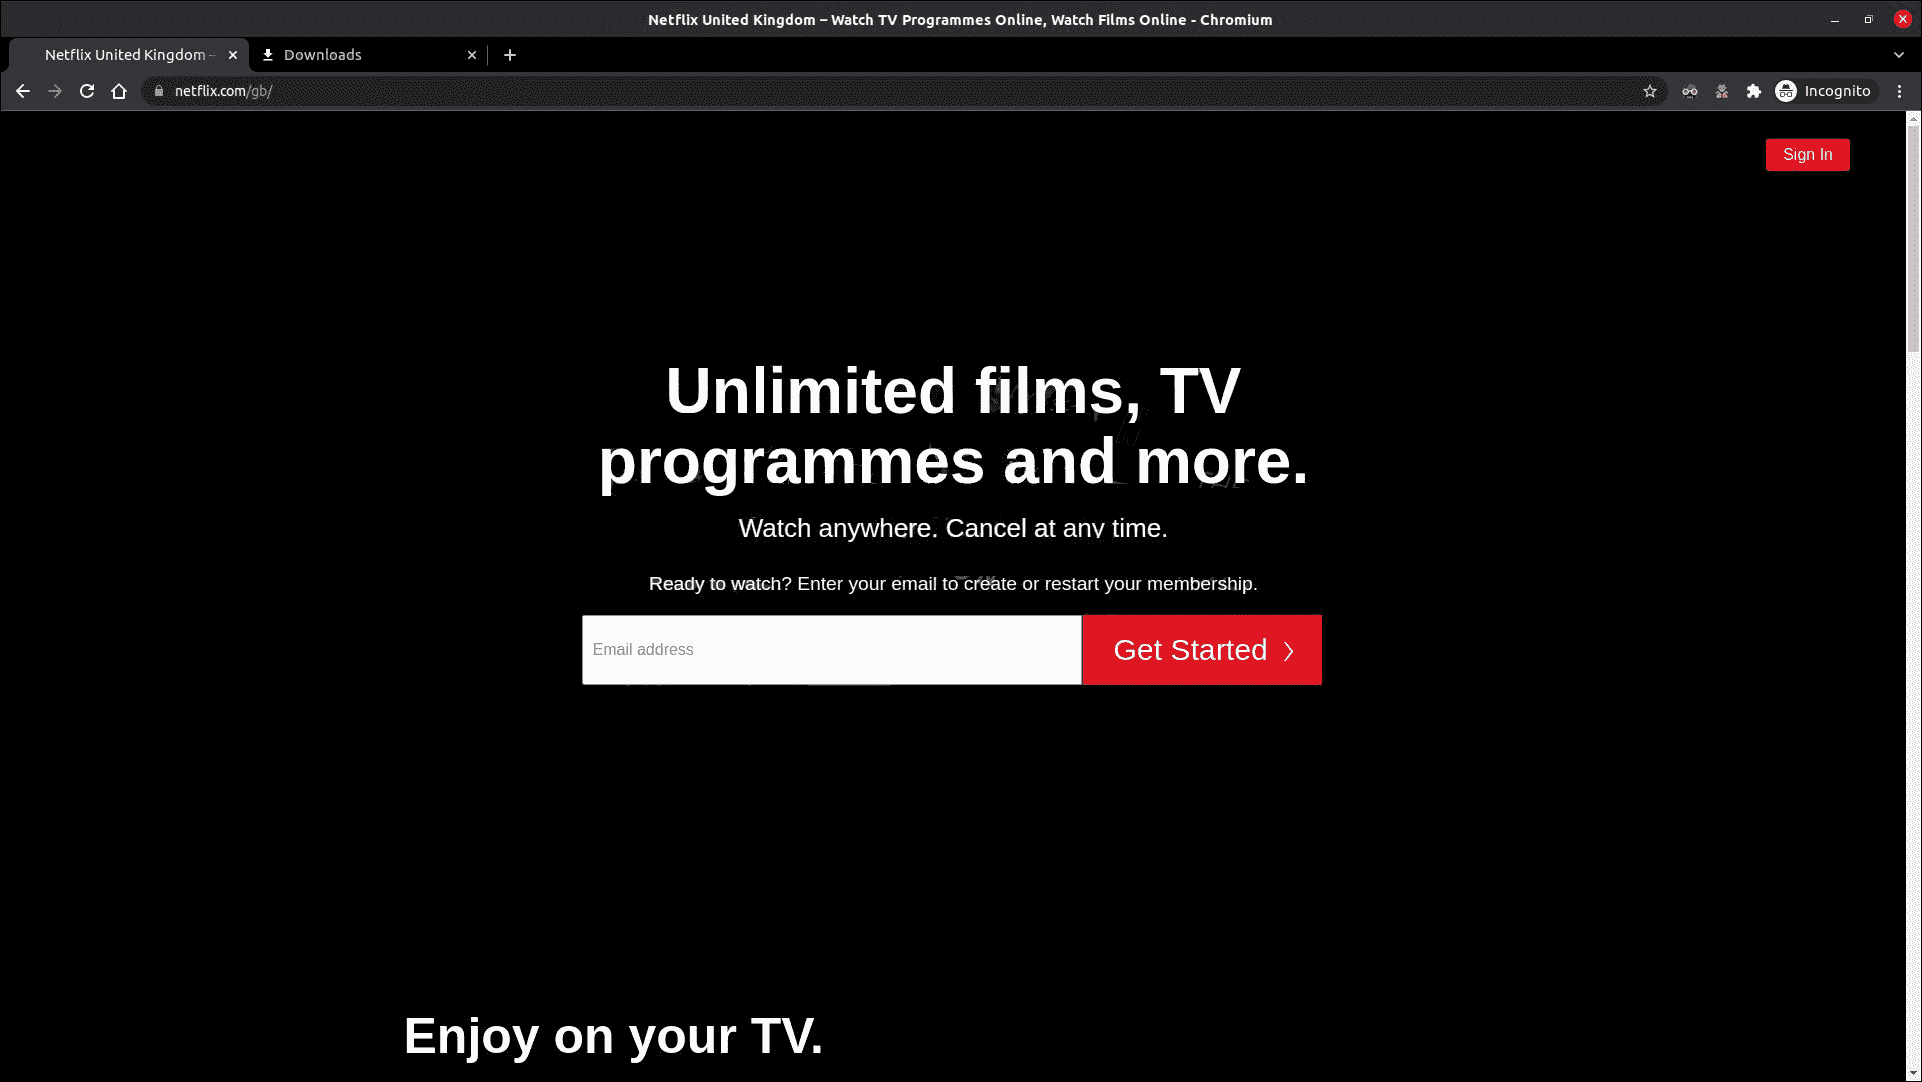 Netflix United Kingdom – Watch TV Programmes Online, Watch Films Online - Chromium
Netflix United Kingdom –
Downloads
netflix.com/gb/
Incognito
Sign In
Unlimited films, TV
programmes and more.
Watch anywhere. Cancel at any time.
Ready to watch? Enter your email to create or restart your membership.
Email address
Get Started
Enjoy on your TV.